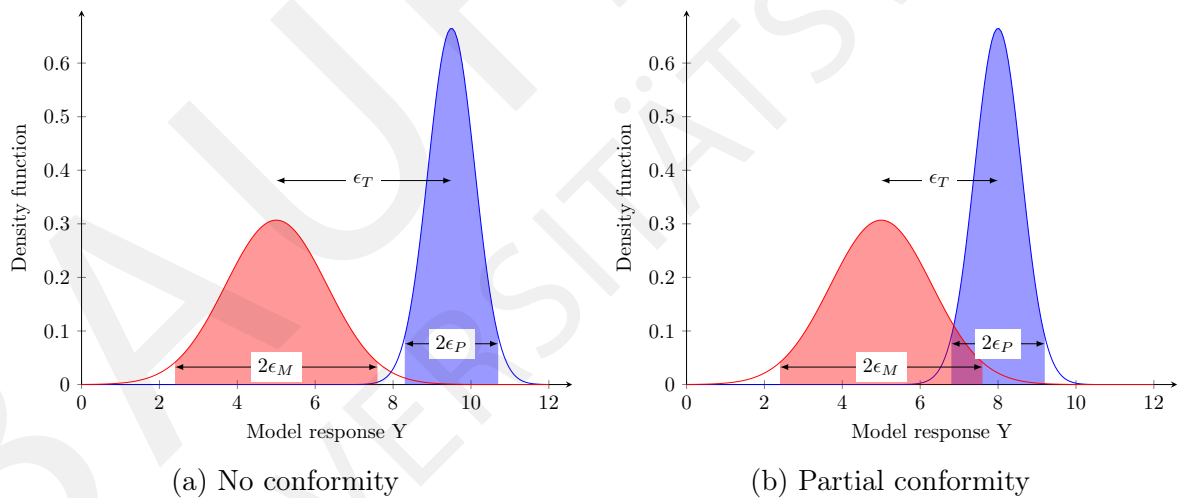 0.6
0.5
0.4
0.3
0.2
0.1
0
Density function
ϵ_T
2ϵ_M
2ϵ_P
0 2 4 6 8 10 12
Model response Y
(a) No conformity
0.6
0.5
0.4
0.3
0.2
0.1
0
Density function
ϵ_T
2ϵ_M
2ϵ_P
0 2 4 6 8 10 12
Model response Y
(b) Partial conformity
BAUH
VERSITÄTS